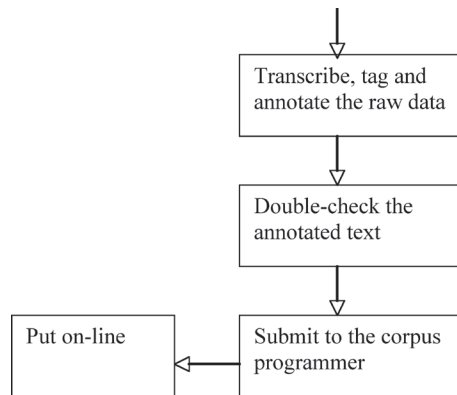 Transcribe, tag and
annotate the raw data
Double-check the
annotated text
Submit to the corpus
programmer
Put on-line